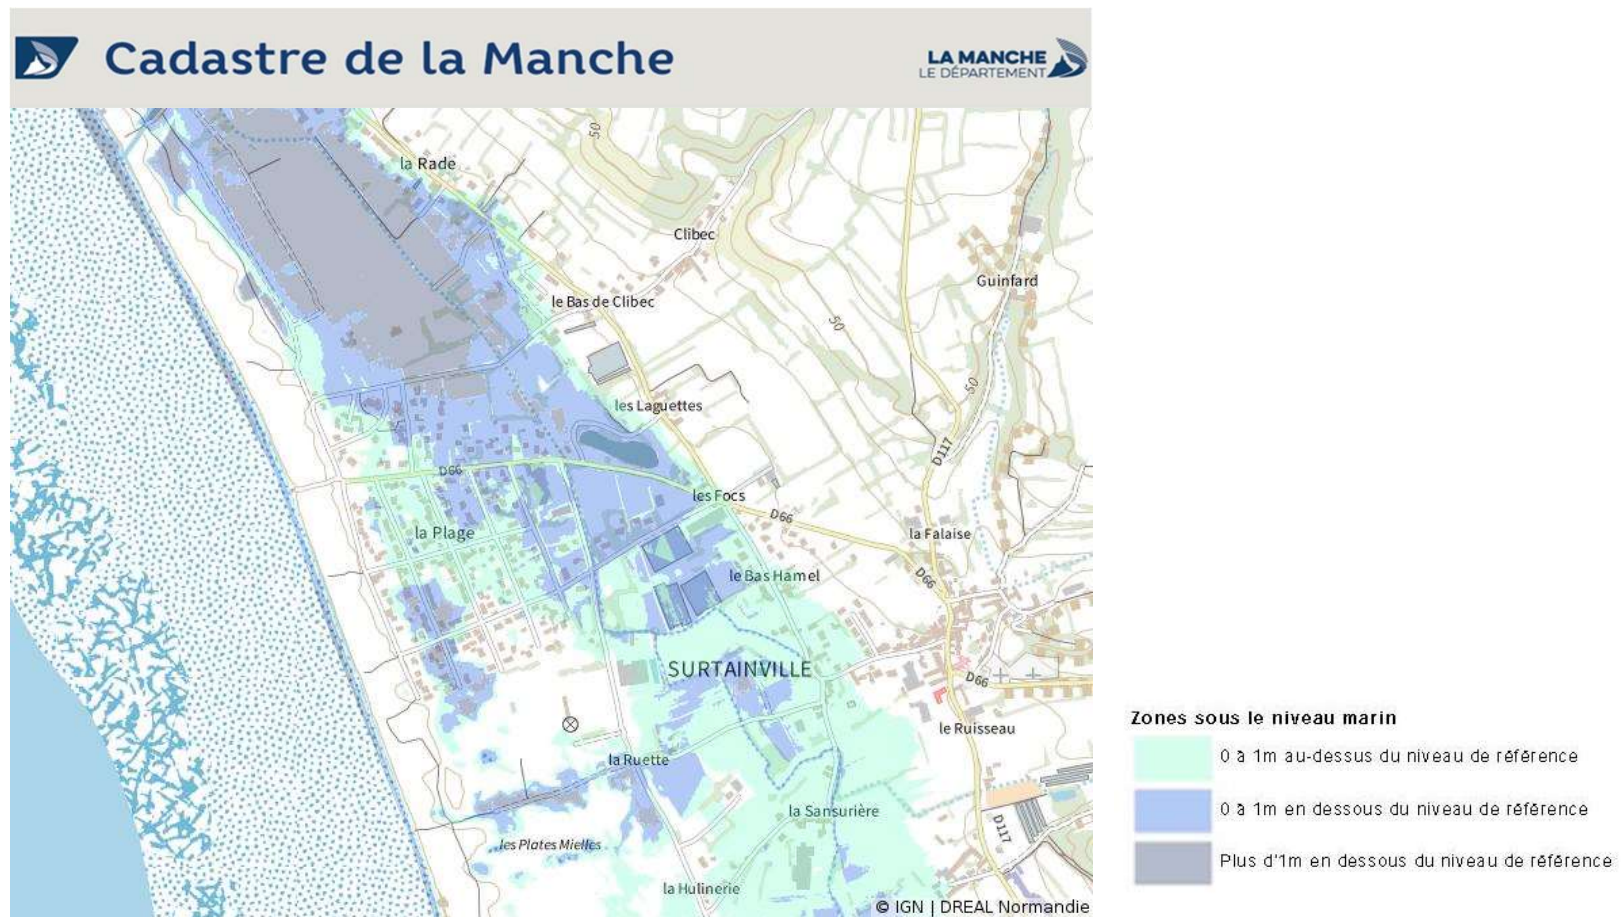 Cadastre de la Manche
LA MANCHE
LE DÉPARTEMENT
50
la Rade
Clibec
Guinfard
le Bas de Clibec
50
50
les Laguettes
D117
D66
les Focs
D66
la Plage
la Falaise
le Bas Hamel
D66
SURTAINVILLE
D66
le Ruisseau
la Ruette
la Sansurière
D117
les Plates Mielles
la Hulinerie
© IGN | DREAL Normandie
Zones sous le niveau marin
0 à 1m au-dessus du niveau de référence
0 à 1m en dessous du niveau de référence
Plus d'1m en dessous du niveau de référence